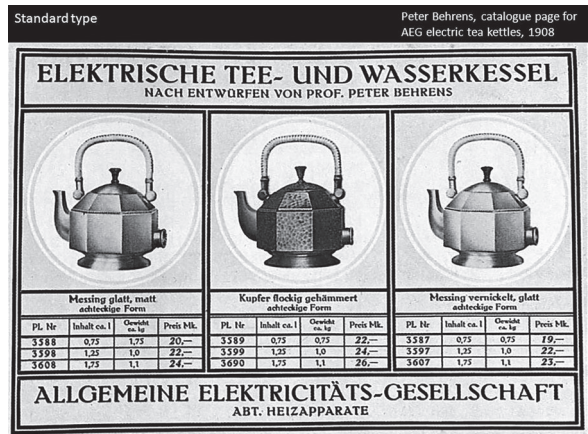 Standard type
Peter Behrens, catalogue page for
AEG electric tea kettles, 1908
ELEKTRISCHE TEE- UND WASSERKESSEL
NACH ENTWÜRFEN VON PROF. PETER BEHRENS
Messing glatt, matt
achteckige Form
Pl. Nr Inhalt ca. l Gewicht ca. kg Preis Mk.
3588 0,75 1,75 20,—
3598 1,25 1,0 22,—
3608 1,75 1,1 24,—
Kupfer flockig gehämmert
achteckige Form
Pl. Nr Inhalt ca. l Gewicht ca. kg Preis Mk.
3589 0,75 0,75 22,—
3599 1,25 1,0 24,—
3690 1,75 1,1 26,—
Messing vernickelt, glatt
achteckige Form
Pl. Nr Inhalt ca. l Gewicht ca. kg Preis Mk.
3587 0,75 0,75 19,—
3597 1,25 1,0 22,—
3607 1,75 1,1 23,—
ALLGEMEINE ELEKTRICITÄTS-GESELLSCHAFT
ABT. HEIZAPPARATE